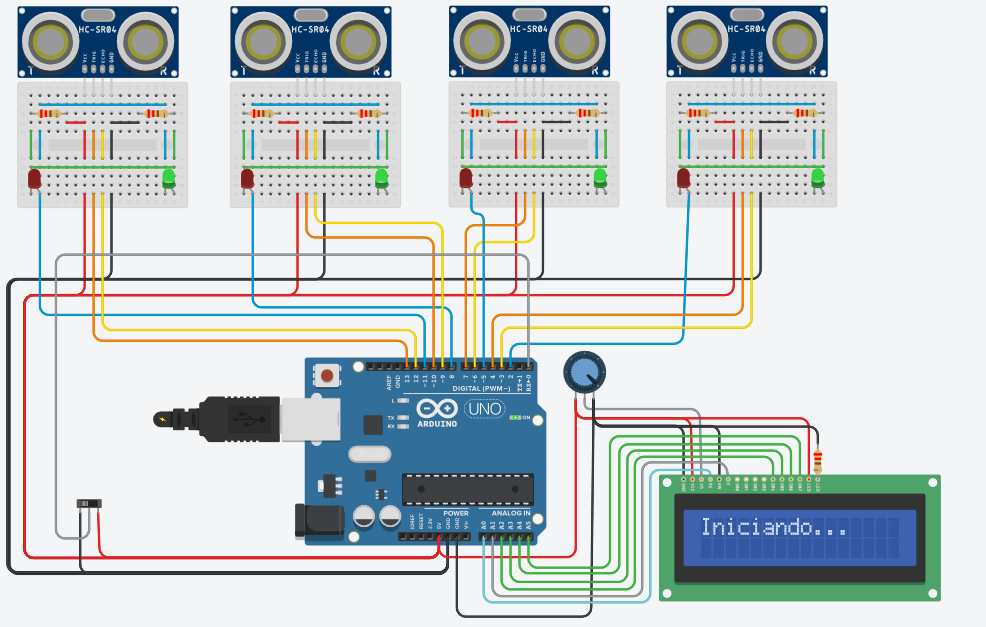 HC-SR04
Vcc
TRIG
ECHO
GND
T
R
HC-SR04
Vcc
TRIG
ECHO
GND
T
R
HC-SR04
Vcc
TRIG
ECHO
GND
T
R
HC-SR04
Vcc
TRIG
ECHO
GND
T
R
AREF
GND
13
12
~11
~10
~9
8
7
~6
~5
4
~3
2
TX→1
RX←0
DIGITAL (PWM~)
L
TX
RX
UNO
ON
ARDUINO
POWER
ANALOG IN
IOREF
RESET
3.3V
5V
GND
GND
Vin
A0
A1
A2
A3
A4
A5
Iniciando...